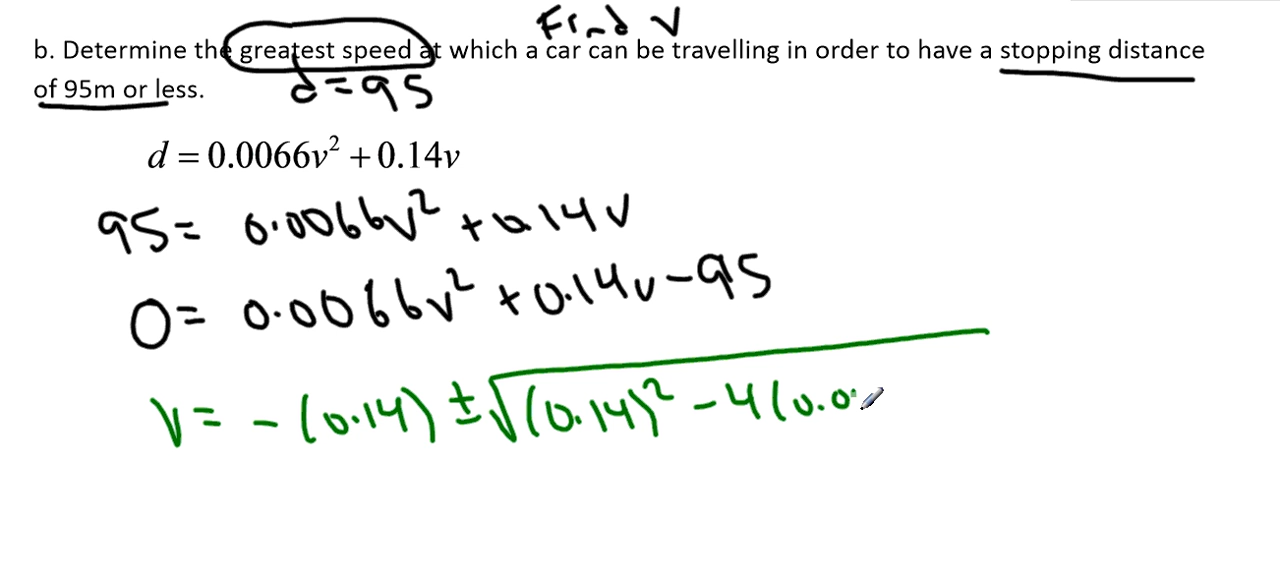 Find v
b. Determine the greatest speed at which a car can be travelling in order to have a stopping distance
of 95m or less.
d=95
d = 0.0066v² + 0.14v
95= 0.0066v² + 0.14v
0= 0.0066v² + 0.14v - 95
v= - (0.14) ± √(0.14)² - 4(0.0